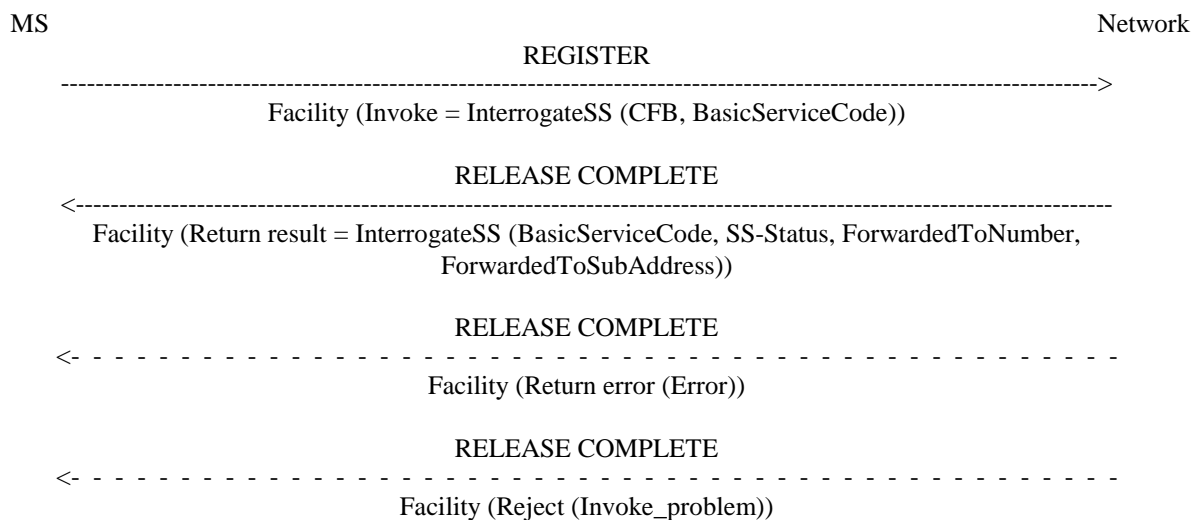 MS Network
REGISTER
------------------------------------------------------------------------------------------------------------------------>
Facility (Invoke = InterrogateSS (CFB, BasicServiceCode))
RELEASE COMPLETE
<------------------------------------------------------------------------------------------------------------------------
Facility (Return result = InterrogateSS (BasicServiceCode, SS-Status, ForwardedToNumber,
ForwardedToSubAddress))
RELEASE COMPLETE
<- - - - - - - - - - - - - - - - - - - - - - - - - - - - - - - - - - - - - - - - - - - - - - - - - - - - - - - - -
Facility (Return error (Error))
RELEASE COMPLETE
<- - - - - - - - - - - - - - - - - - - - - - - - - - - - - - - - - - - - - - - - - - - - - - - - - - - - - - - - -
Facility (Reject (Invoke_problem))